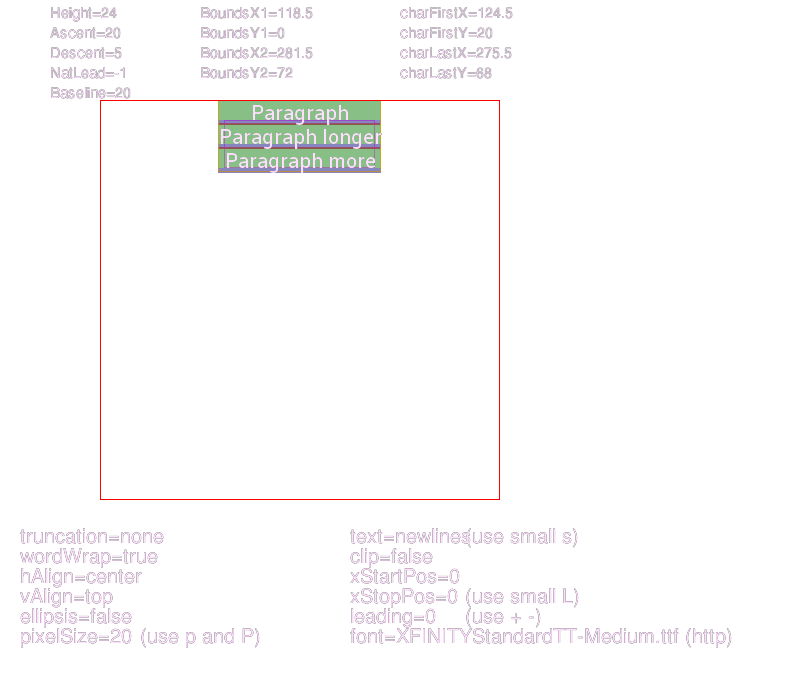 Height=24 BoundsX1=118.5 charFirstX=124.5
Ascent=20 BoundsY1=0 charFirstY=20
Descent=5 BoundsX2=281.5 charLastX=275.5
NatLead=-1 BoundsY2=72 charLastY=68
Baseline=20
Paragraph
Paragraph longer
Paragraph more
truncation=none text=newlines(use small s)
wordWrap=true clip=false
hAlign=center xStartPos=0
vAlign=top xStopPos=0 (use small L)
ellipsis=false leading=0 (use + -)
pixelSize=20 (use p and P) font=XFINITYStandardTT-Medium.ttf (http)